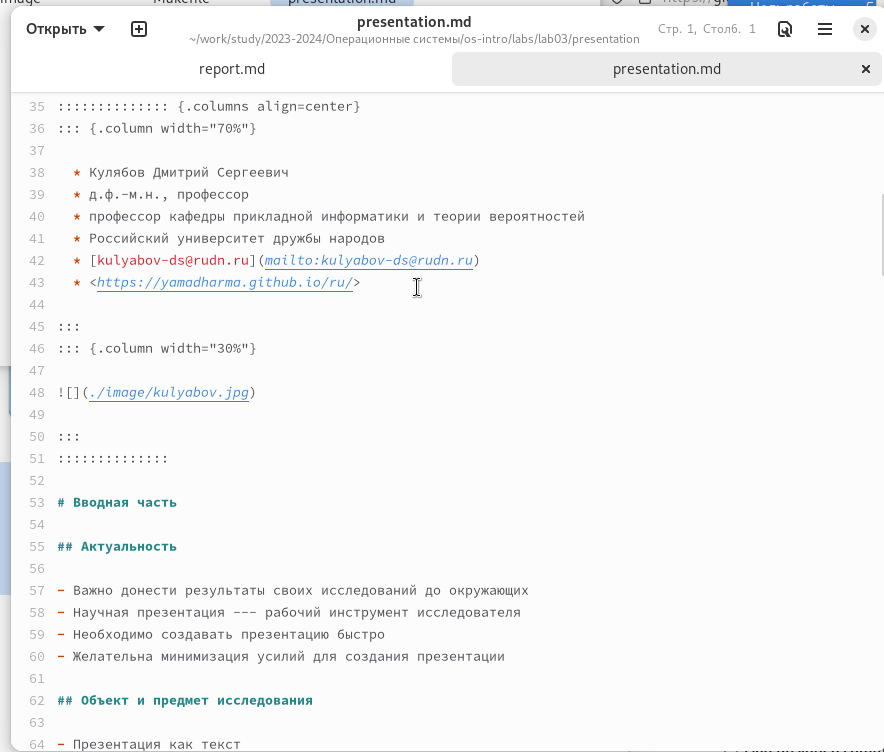 presentation.md
Открыть
presentation.md
~/work/study/2023-2024/Операционные системы/os-intro/labs/lab03/presentation
Стр. 1, Столб. 1
report.md
presentation.md
35 :::::::::::::: {.columns align=center}
36 ::: {.column width="70%"}
37
38 * Кулябов Дмитрий Сергеевич
39 * д.ф.-м.н., профессор
40 * профессор кафедры прикладной информатики и теории вероятностей
41 * Российский университет дружбы народов
42 * [kulyabov-ds@rudn.ru](mailto:kulyabov-ds@rudn.ru)
43 * <https://yamadharma.github.io/ru/>
44
45 :::
46 ::: {.column width="30%"}
47
48 ![](./image/kulyabov.jpg)
49
50 :::
51 ::::::::::::::
52
53 # Вводная часть
54
55 ## Актуальность
56
57 - Важно донести результаты своих исследований до окружающих
58 - Научная презентация --- рабочий инструмент исследователя
59 - Необходимо создавать презентацию быстро
60 - Желательна минимизация усилий для создания презентации
61
62 ## Объект и предмет исследования
63
64 - Презентация как текст